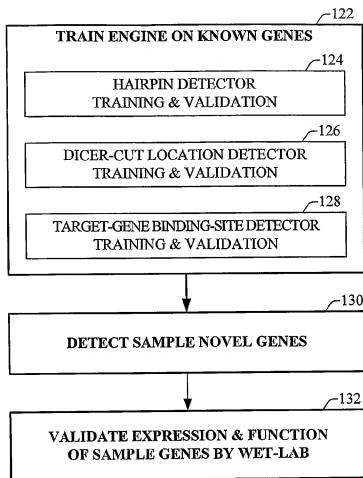 122
TRAIN ENGINE ON KNOWN GENES
124
HAIRPIN DETECTOR
TRAINING & VALIDATION
126
DICER-CUT LOCATION DETECTOR
TRAINING & VALIDATION
128
TARGET-GENE BINDING-SITE DETECTOR
TRAINING & VALIDATION
130
DETECT SAMPLE NOVEL GENES
132
VALIDATE EXPRESSION & FUNCTION
OF SAMPLE GENES BY WET-LAB